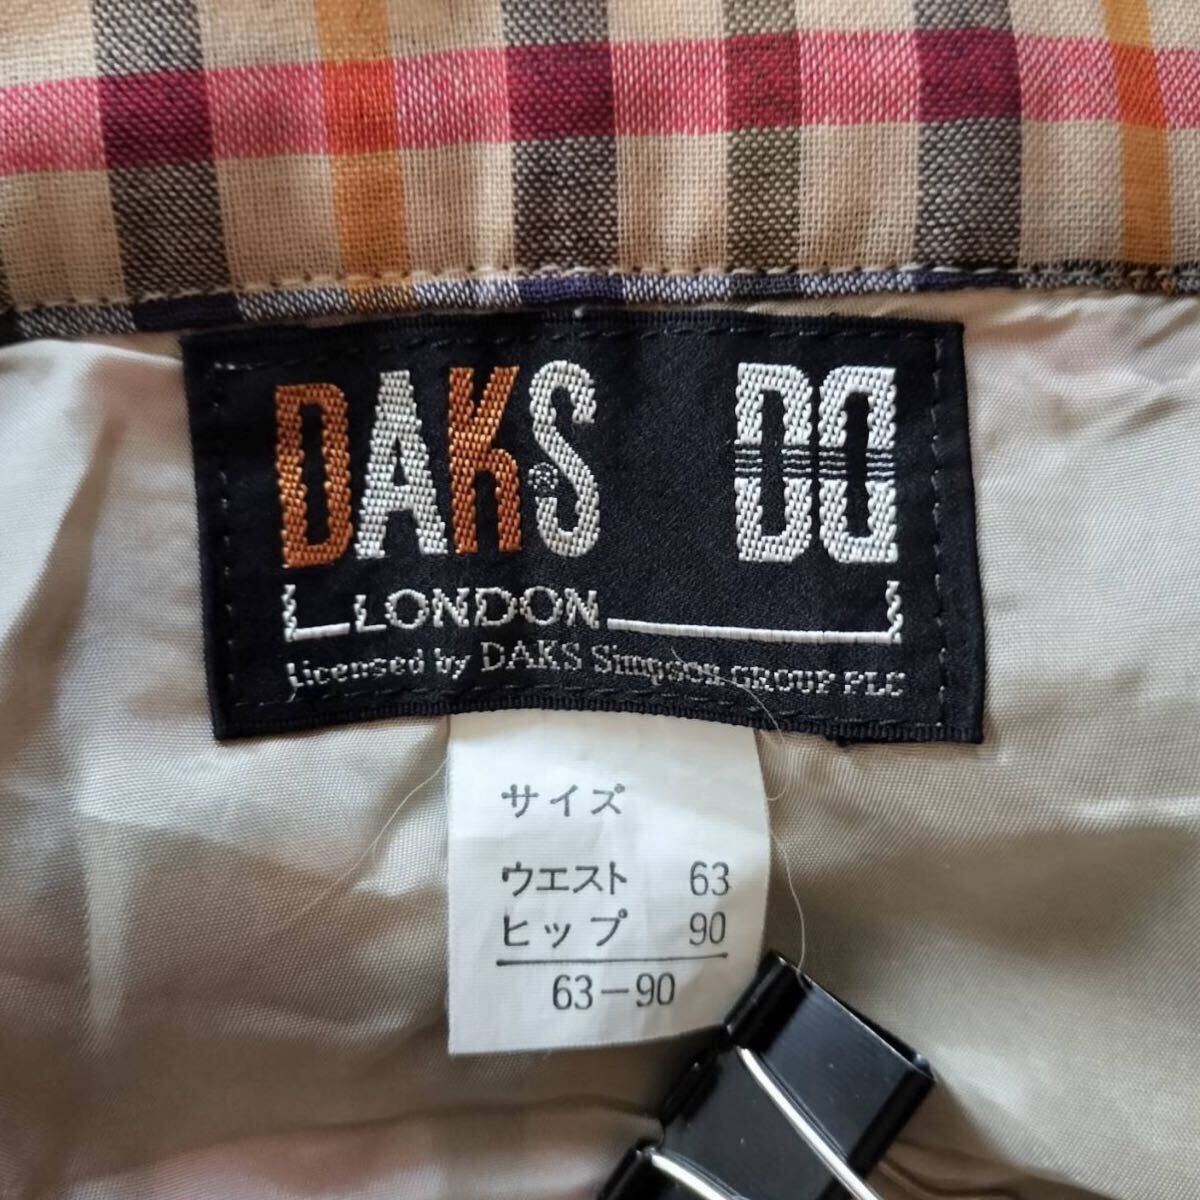 DAKS® DD
LONDON
Licensed by DAKS Simpson GROUP PLC
サイズ
ウエスト 63
ヒップ 90
63-90